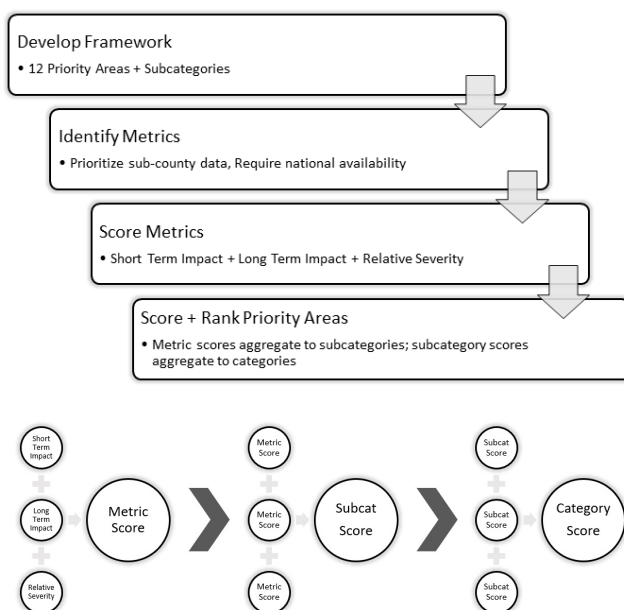 Develop Framework
• 12 Priority Areas + Subcategories
Identify Metrics
• Prioritize sub-county data, Require national availability
Score Metrics
• Short Term Impact + Long Term Impact + Relative Severity
Score + Rank Priority Areas
• Metric scores aggregate to subcategories; subcategory scores
aggregate to categories
Short
Term
Impact
Long
Term
Impact
Relative
Severity
Metric
Score
Metric
Score
Metric
Score
Metric
Score
Subcat
Score
Subcat
Score
Subcat
Score
Subcat
Score
Category
Score